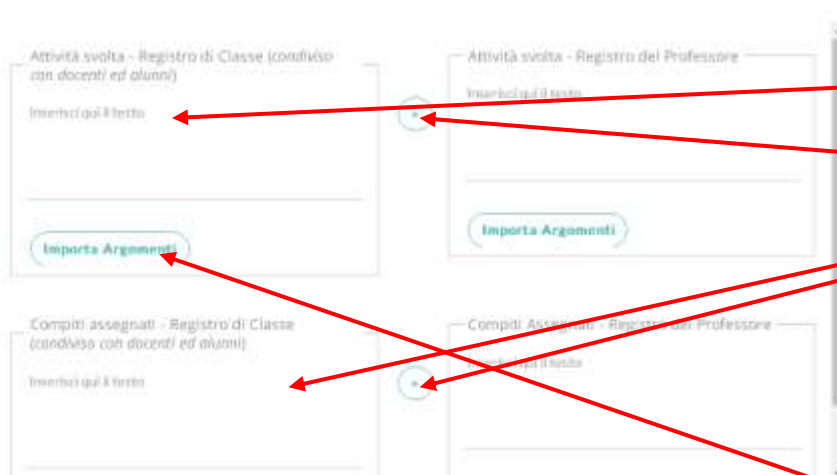 Attività svolta - Registro di Classe (condiviso
con docenti ed alunni)
Inserisci qui il testo
Importa Argomenti
Attività svolta - Registro del Professore
Inserisci qui il testo
Importa Argomenti
Compiti assegnati - Registro di Classe
(condiviso con docenti ed alunni)
Inserisci qui il testo
Compiti Assegnati - Registro del Professore
Inserisci qui il testo